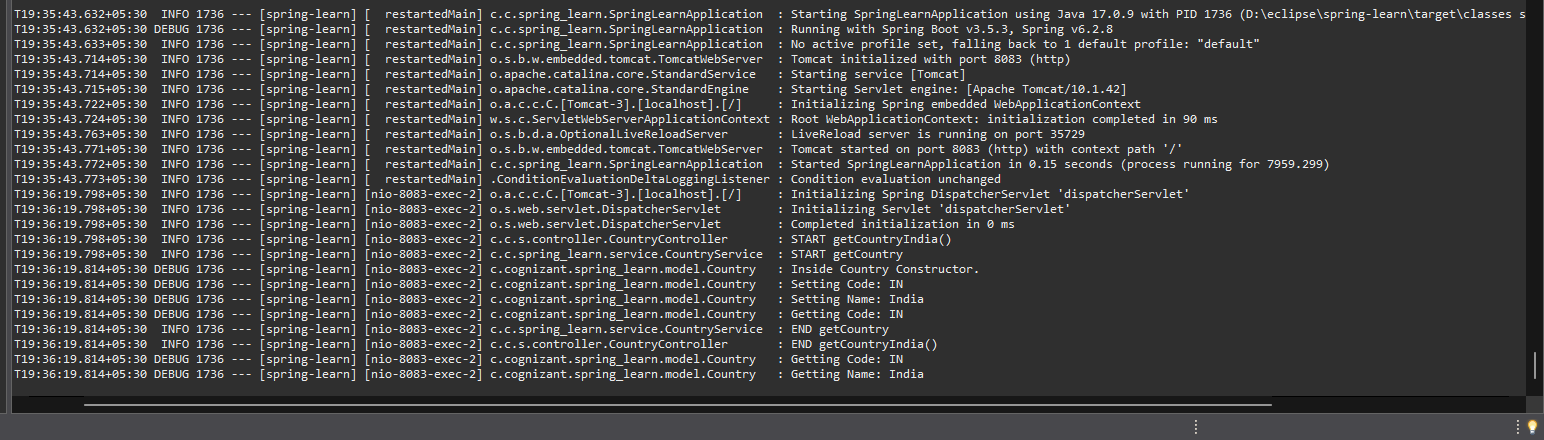 T19:35:43.632+05:30  INFO 1736 --- [spring-learn] [  restartedMain] c.c.spring_learn.SpringLearnApplication  : Starting SpringLearnApplication using Java 17.0.9 with PID 1736 (D:\eclipse\spring-learn\target\classes s
T19:35:43.632+05:30 DEBUG 1736 --- [spring-learn] [  restartedMain] c.c.spring_learn.SpringLearnApplication  : Running with Spring Boot v3.5.3, Spring v6.2.8
T19:35:43.633+05:30  INFO 1736 --- [spring-learn] [  restartedMain] c.c.spring_learn.SpringLearnApplication  : No active profile set, falling back to 1 default profile: "default"
T19:35:43.714+05:30  INFO 1736 --- [spring-learn] [  restartedMain] o.s.b.w.embedded.tomcat.TomcatWebServer  : Tomcat initialized with port 8083 (http)
T19:35:43.714+05:30  INFO 1736 --- [spring-learn] [  restartedMain] o.apache.catalina.core.StandardService   : Starting service [Tomcat]
T19:35:43.715+05:30  INFO 1736 --- [spring-learn] [  restartedMain] o.apache.catalina.core.StandardEngine    : Starting Servlet engine: [Apache Tomcat/10.1.42]
T19:35:43.722+05:30  INFO 1736 --- [spring-learn] [  restartedMain] o.a.c.c.C.[Tomcat-3].[localhost].[/]     : Initializing Spring embedded WebApplicationContext
T19:35:43.724+05:30  INFO 1736 --- [spring-learn] [  restartedMain] w.s.c.ServletWebServerApplicationContext : Root WebApplicationContext: initialization completed in 90 ms
T19:35:43.763+05:30  INFO 1736 --- [spring-learn] [  restartedMain] o.s.b.d.a.OptionalLiveReloadServer       : LiveReload server is running on port 35729
T19:35:43.771+05:30  INFO 1736 --- [spring-learn] [  restartedMain] o.s.b.w.embedded.tomcat.TomcatWebServer  : Tomcat started on port 8083 (http) with context path '/'
T19:35:43.772+05:30  INFO 1736 --- [spring-learn] [  restartedMain] c.c.spring_learn.SpringLearnApplication  : Started SpringLearnApplication in 0.15 seconds (process running for 7959.299)
T19:35:43.773+05:30  INFO 1736 --- [spring-learn] [  restartedMain] .ConditionEvaluationDeltaLoggingListener : Condition evaluation unchanged
T19:36:19.798+05:30  INFO 1736 --- [spring-learn] [nio-8083-exec-2] o.a.c.c.C.[Tomcat-3].[localhost].[/]     : Initializing Spring DispatcherServlet 'dispatcherServlet'
T19:36:19.798+05:30  INFO 1736 --- [spring-learn] [nio-8083-exec-2] o.s.web.servlet.DispatcherServlet        : Initializing Servlet 'dispatcherServlet'
T19:36:19.798+05:30  INFO 1736 --- [spring-learn] [nio-8083-exec-2] o.s.web.servlet.DispatcherServlet        : Completed initialization in 0 ms
T19:36:19.798+05:30  INFO 1736 --- [spring-learn] [nio-8083-exec-2] c.c.s.controller.CountryController       : START getCountryIndia()
T19:36:19.798+05:30  INFO 1736 --- [spring-learn] [nio-8083-exec-2] c.c.spring_learn.service.CountryService  : START getCountry
T19:36:19.814+05:30 DEBUG 1736 --- [spring-learn] [nio-8083-exec-2] c.cognizant.spring_learn.model.Country   : Inside Country Constructor.
T19:36:19.814+05:30 DEBUG 1736 --- [spring-learn] [nio-8083-exec-2] c.cognizant.spring_learn.model.Country   : Setting Code: IN
T19:36:19.814+05:30 DEBUG 1736 --- [spring-learn] [nio-8083-exec-2] c.cognizant.spring_learn.model.Country   : Setting Name: India
T19:36:19.814+05:30 DEBUG 1736 --- [spring-learn] [nio-8083-exec-2] c.cognizant.spring_learn.model.Country   : Getting Code: IN
T19:36:19.814+05:30  INFO 1736 --- [spring-learn] [nio-8083-exec-2] c.c.spring_learn.service.CountryService  : END getCountry
T19:36:19.814+05:30  INFO 1736 --- [spring-learn] [nio-8083-exec-2] c.c.s.controller.CountryController       : END getCountryIndia()
T19:36:19.814+05:30 DEBUG 1736 --- [spring-learn] [nio-8083-exec-2] c.cognizant.spring_learn.model.Country   : Getting Code: IN
T19:36:19.814+05:30 DEBUG 1736 --- [spring-learn] [nio-8083-exec-2] c.cognizant.spring_learn.model.Country   : Getting Name: India